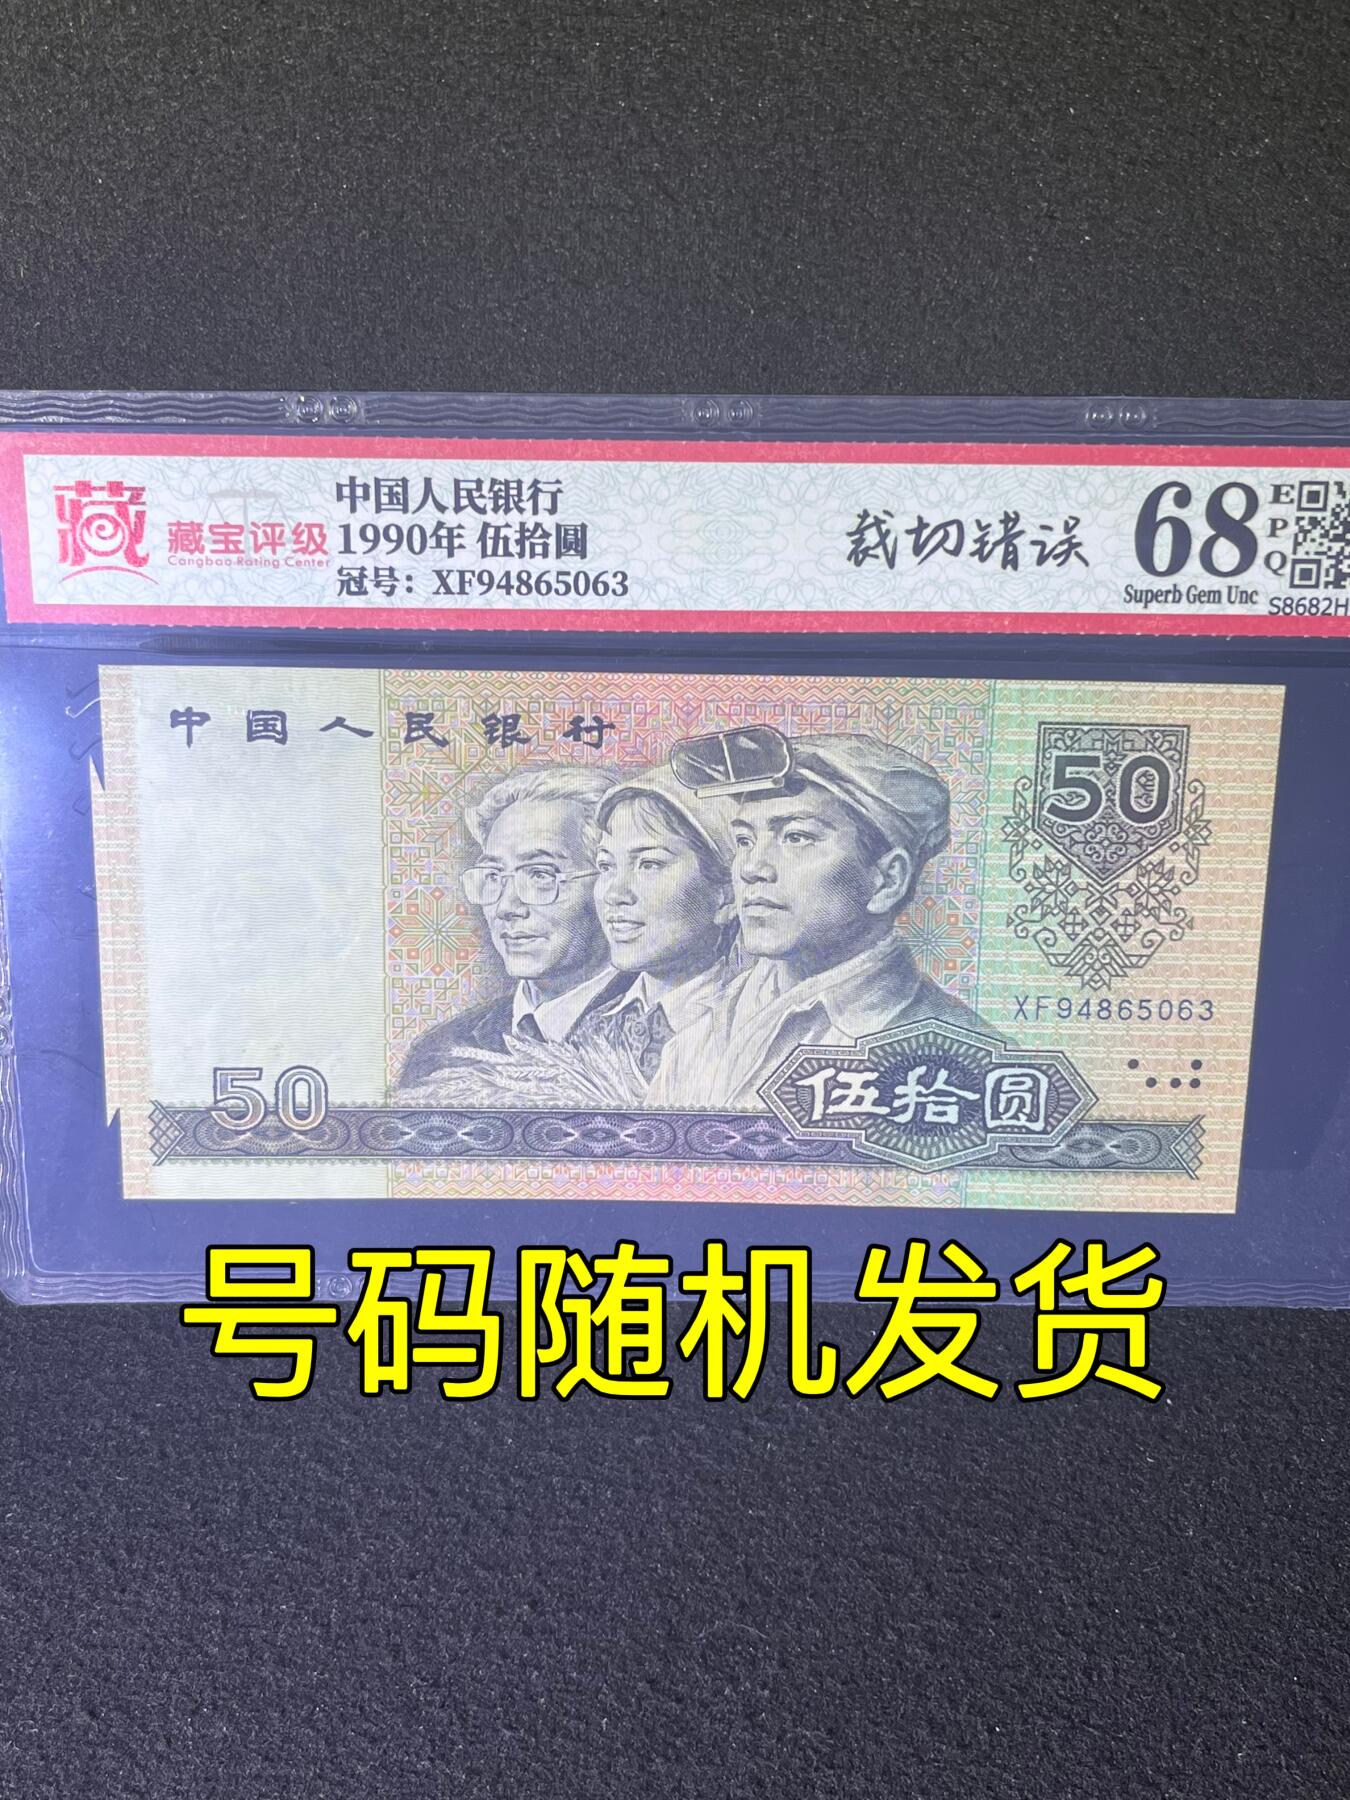 藏
藏宝评级
Cangbao Rating Center
中国人民银行
1990年 伍拾圆
冠号：XF94865063
裁切错误
68
EPQ
Superb Gem Unc
S8682H
中国人民银行
50
XF94865063
50
伍拾圆
号码随机发货